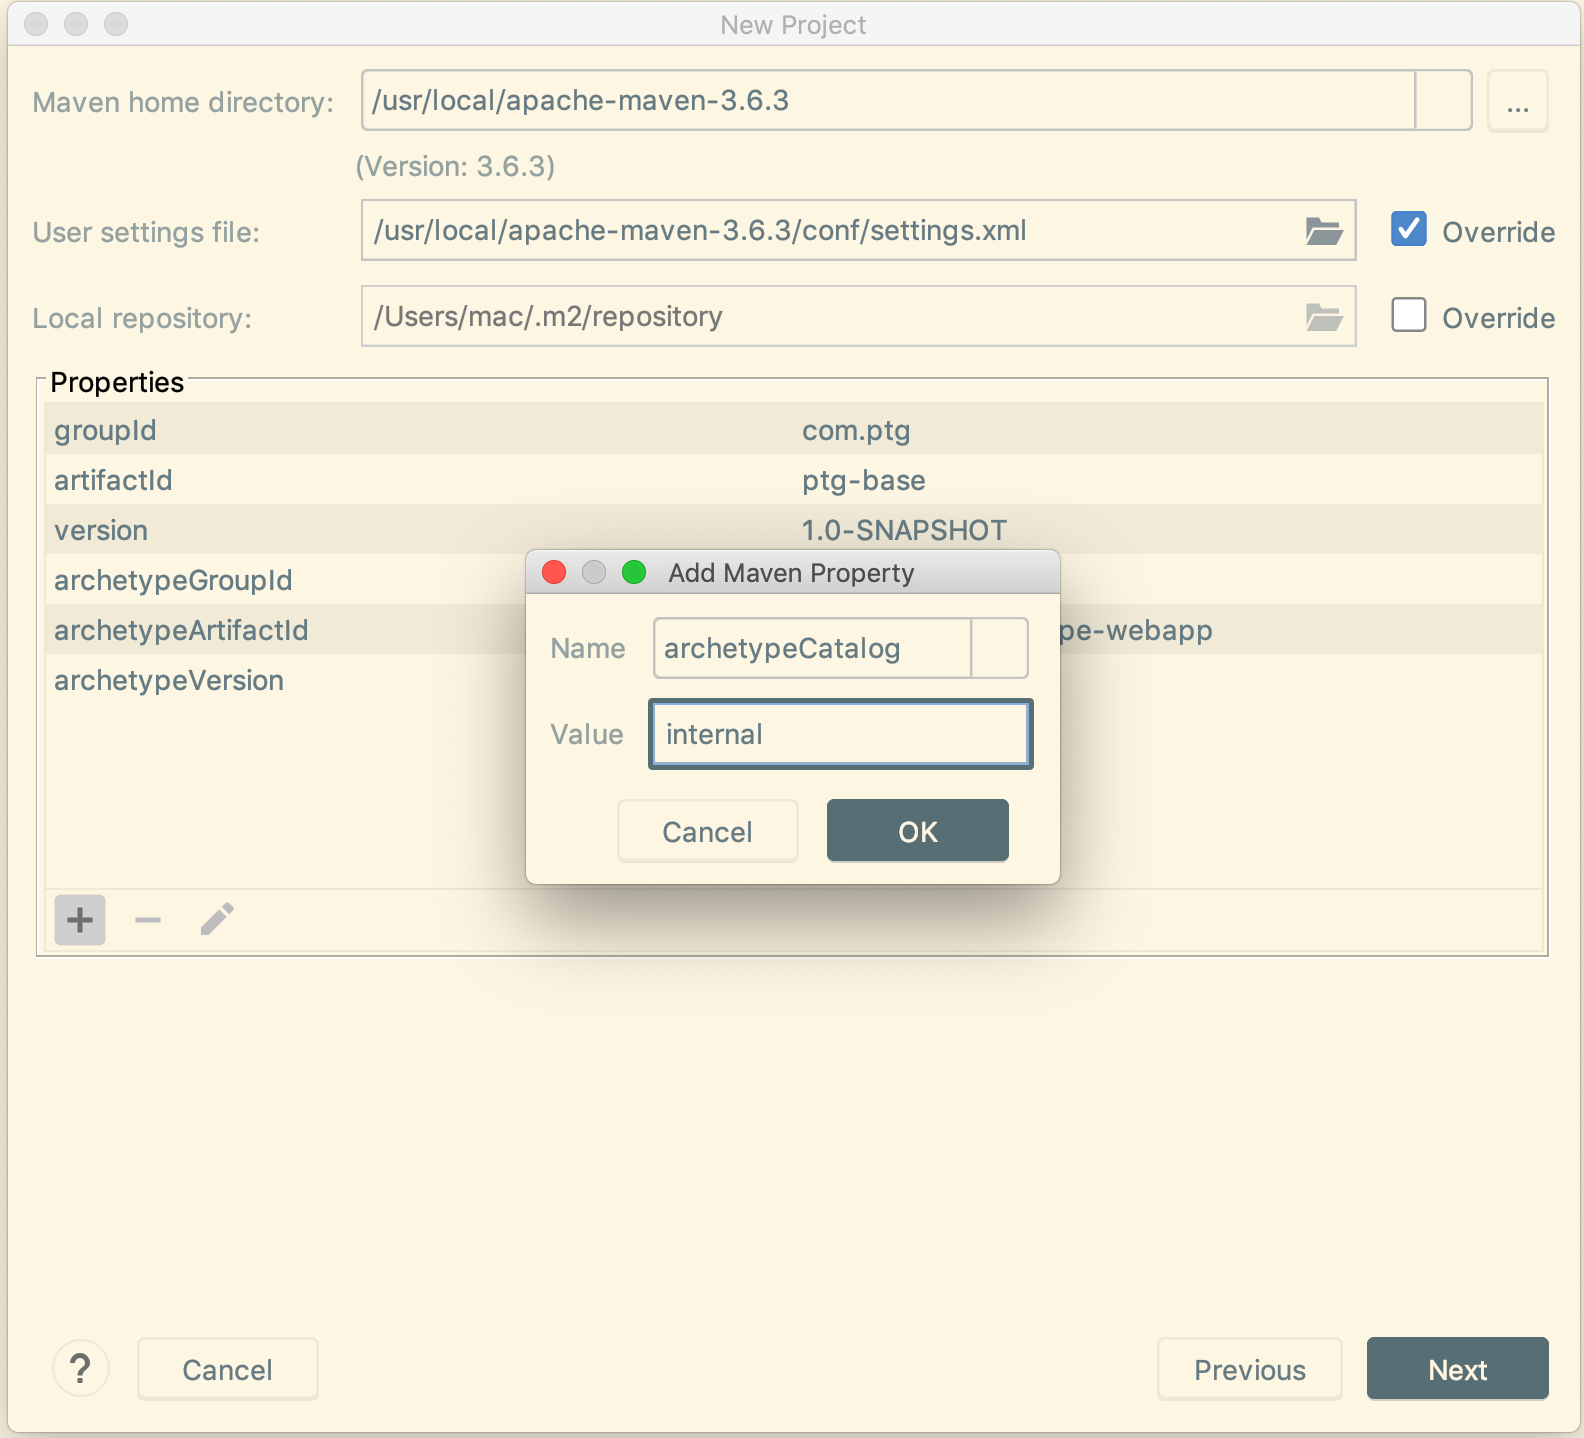 New Project
Maven home directory: /usr/local/apache-maven-3.6.3 ...
(Version: 3.6.3)
User settings file: /usr/local/apache-maven-3.6.3/conf/settings.xml Override
Local repository: /Users/mac/.m2/repository Override
Properties
groupId com.ptg
artifactId ptg-base
version 1.0-SNAPSHOT
archetypeGroupId
archetypeArtifactId pe-webapp
archetypeVersion
Add Maven Property
Name archetypeCatalog
Value internal
Cancel OK
? Cancel Previous Next